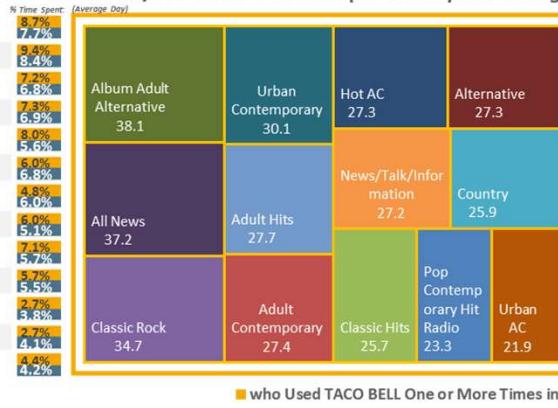 % Time Spent: (Average Day)
8.7%
7.7%
9.4%
8.4%
7.2%
6.8%
7.3%
6.9%
8.0%
5.6%
6.0%
6.8%
4.8%
6.0%
6.0%
5.1%
7.1%
5.7%
5.7%
5.5%
2.7%
3.8%
2.7%
4.1%
4.4%
4.2%
Album Adult
Alternative
38.1
Urban
Contemporary
30.1
Hot AC
27.3
Alternative
27.3
All News
37.2
Adult Hits
27.7
News/Talk/Infor
mation
27.2
Country
25.9
Classic Rock
34.7
Adult
Contemporary
27.4
Classic Hits
25.7
Pop
Contemp
orary Hit
Radio
23.3
Urban
AC
21.9
who Used TACO BELL One or More Times in